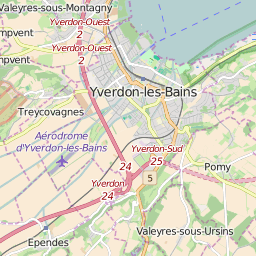 Valeyres-sous-Montagny
Yverdon-Ouest
2
mpvent
Yverdon-Ouest
2
Champvent
Yverdon-les-Bains
Treycovagnes
Aérodrome
d'Yverdon-les-Bains
Yverdon-Sud
25
24
Pomy
Yverdon
24
5
Ependes
Valeyres-sous-Ursins